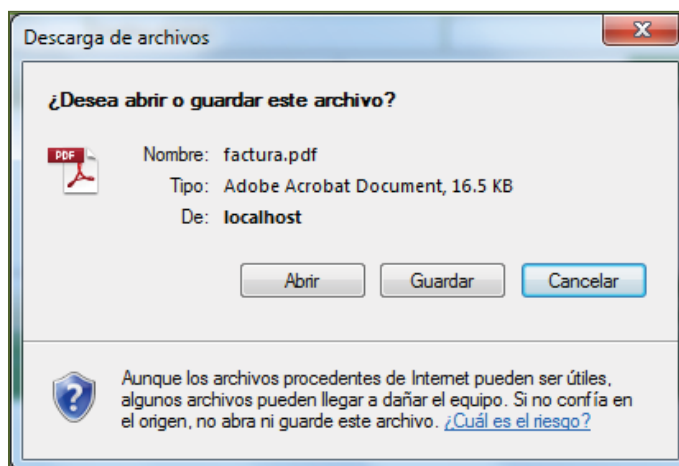 Descarga de archivos
¿Desea abrir o guardar este archivo?
PDF
Nombre: factura.pdf
Tipo: Adobe Acrobat Document, 16.5 KB
De: localhost
Abrir Guardar Cancelar
Aunque los archivos procedentes de Internet pueden ser útiles,
algunos archivos pueden llegar a dañar el equipo. Si no confía en
el origen, no abra ni guarde este archivo. ¿Cuál es el riesgo?